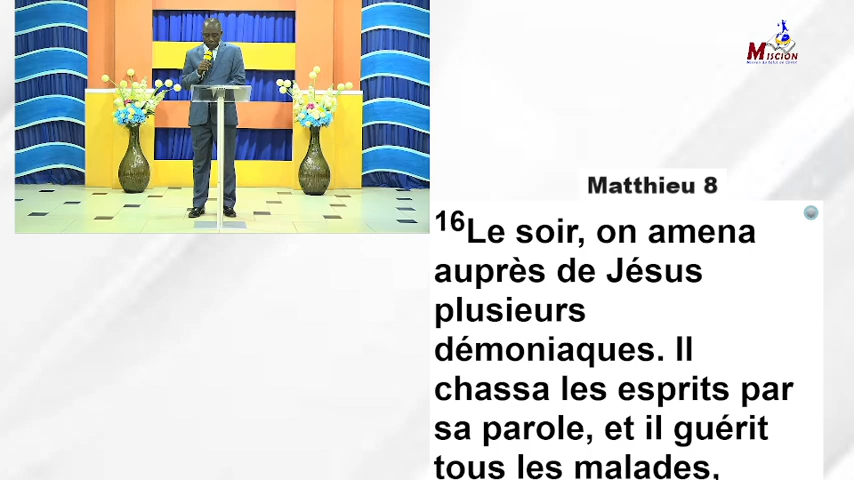 MISCION
Matthieu 8
16Le soir, on amena
auprès de Jésus
plusieurs
démoniaques. Il
chassa les esprits par
sa parole, et il guérit
tous les malades,